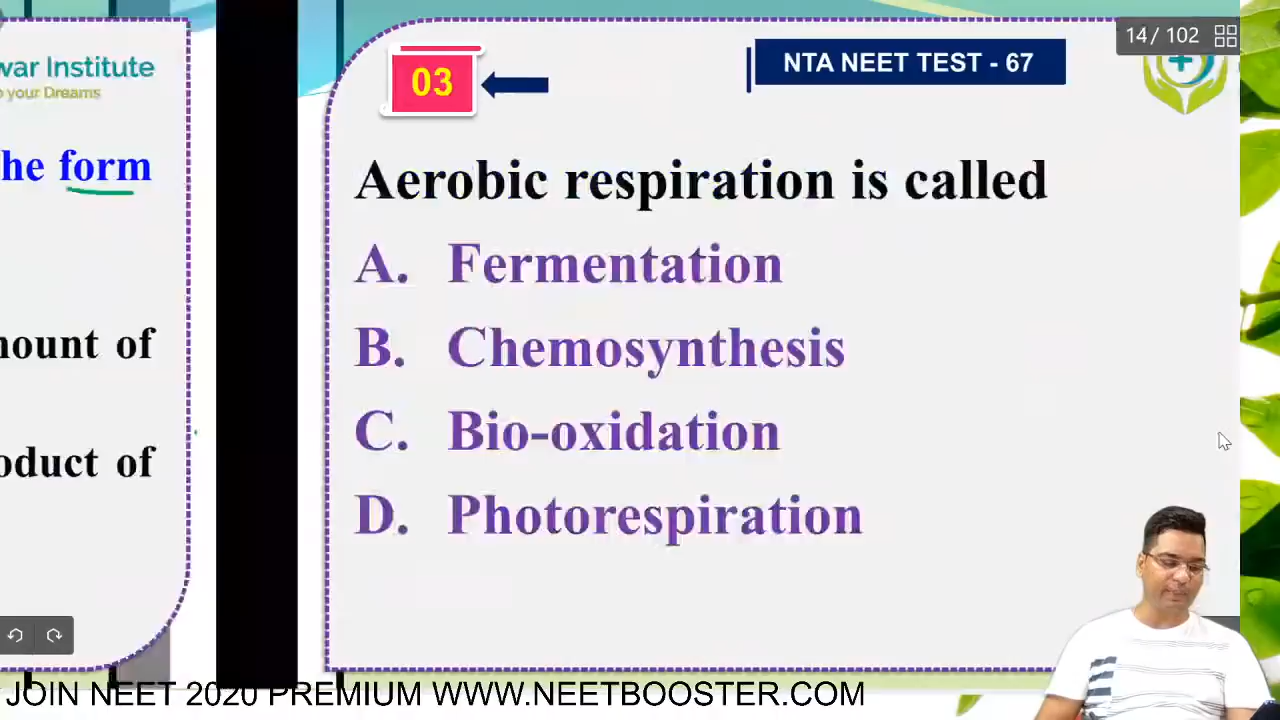 war Institute
your Dreams
he form
nount of
oduct of
14 / 102
03
NTA NEET TEST - 67
Aerobic respiration is called
A. Fermentation
B. Chemosynthesis
C. Bio-oxidation
D. Photorespiration
JOIN NEET 2020 PREMIUM WWW.NEETBOOSTER.COM